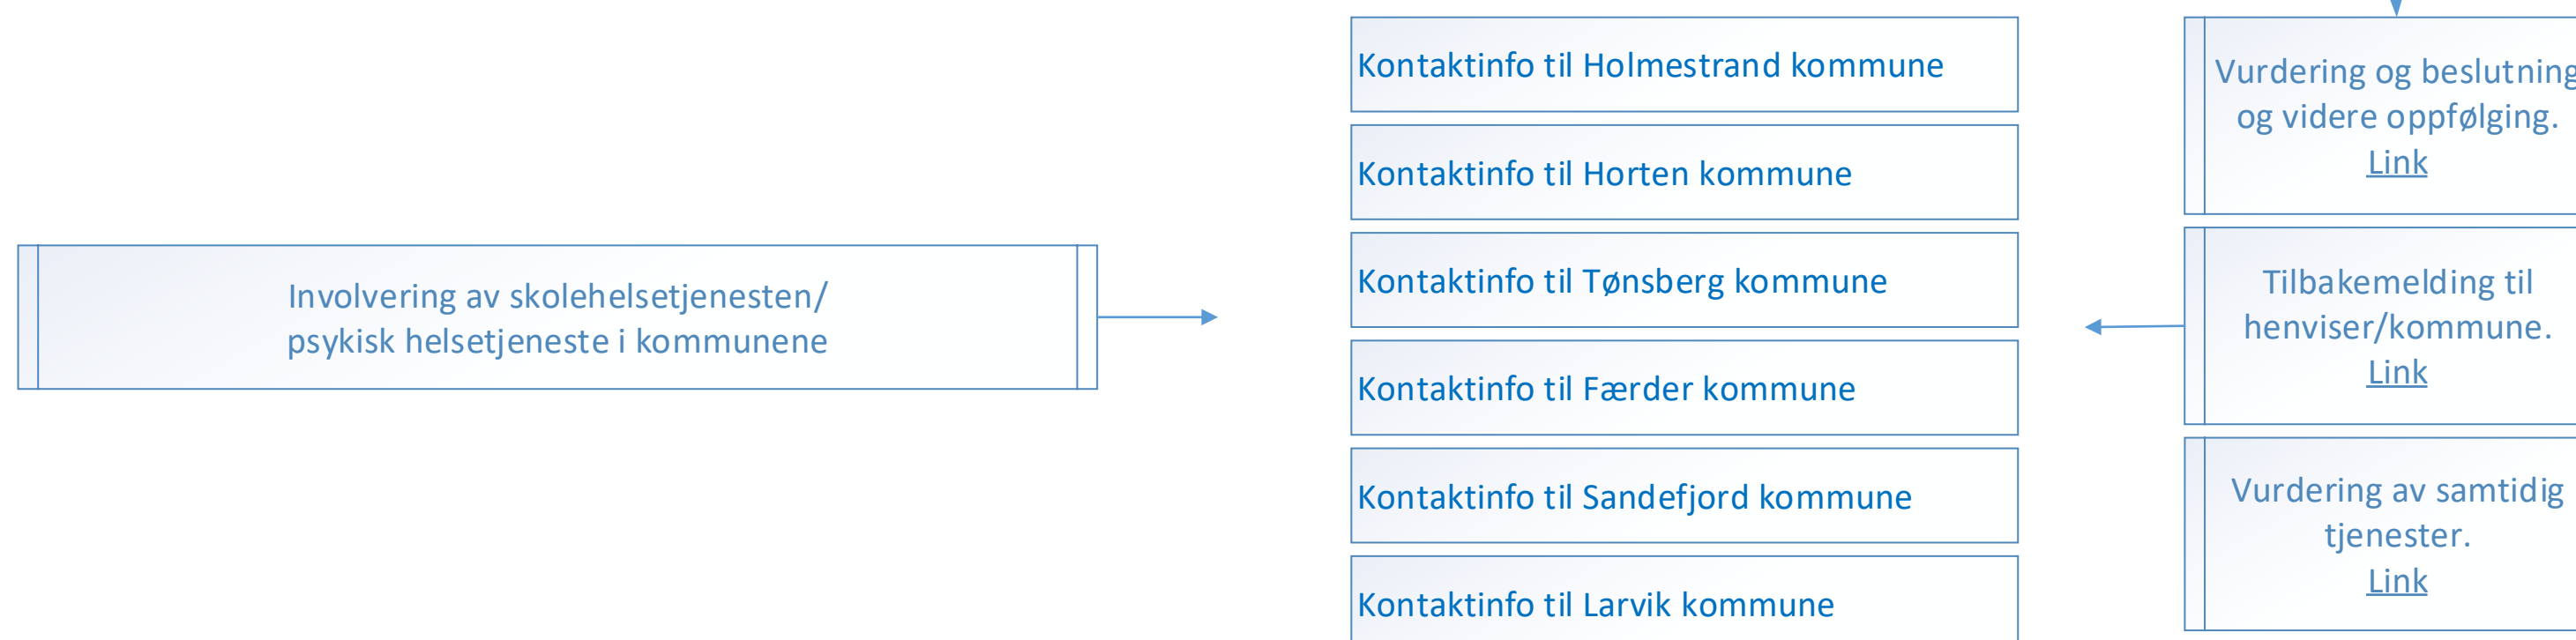 Involvering av skolehelsetjenesten/
psykisk helsetjeneste i kommunene
Kontaktinfo til Holmestrand kommune
Kontaktinfo til Horten kommune
Kontaktinfo til Tønsberg kommune
Kontaktinfo til Færder kommune
Kontaktinfo til Sandefjord kommune
Kontaktinfo til Larvik kommune
Vurdering og beslutning
og videre oppfølging.
Link
Tilbakemelding til
henviser/kommune.
Link
Vurdering av samtidig
tjenester.
Link